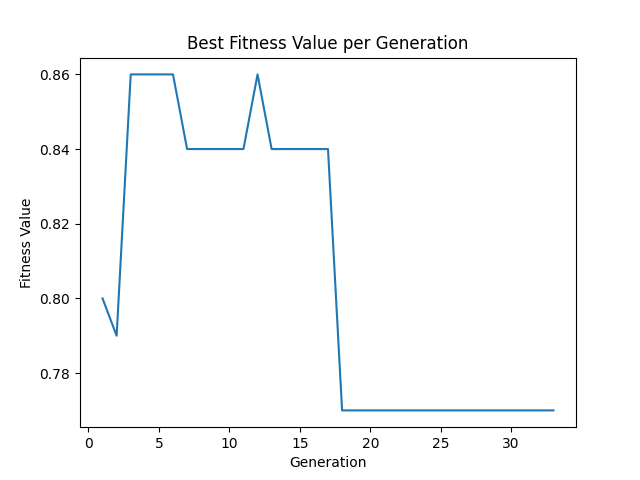 Best Fitness Value per Generation
0.86
0.84
0.82
0.80
0.78
Fitness Value
0 5 10 15 20 25 30
Generation